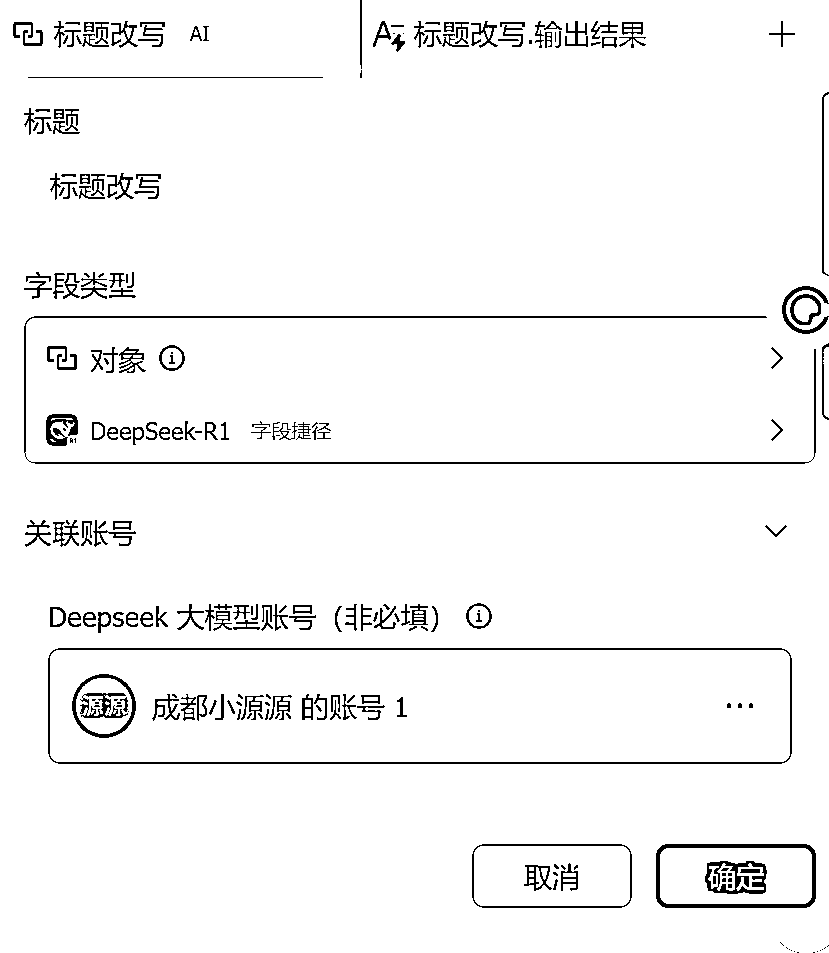 标题改写 AI 标题改写.输出结果
标题
标题改写
字段类型
对象
DeepSeek-R1 字段捷径
关联账号
Deepseek 大模型账号（非必填）
源源 成都小源源 的账号 1
取消 确定